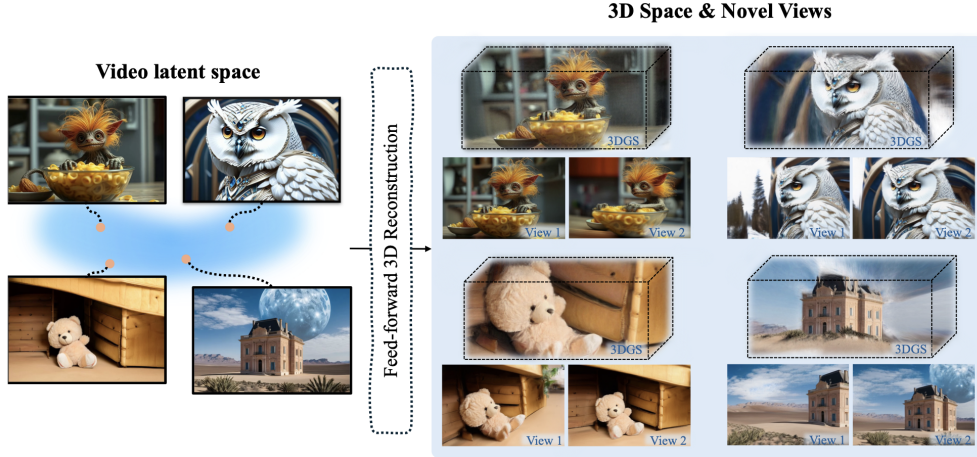 3D Space & Novel Views
Video latent space
Feed-forward 3D Reconstruction
3DGS
3DGS
View 1
View 2
View 1
View 2
3DGS
3DGS
View 1
View 2
View 1
View 2